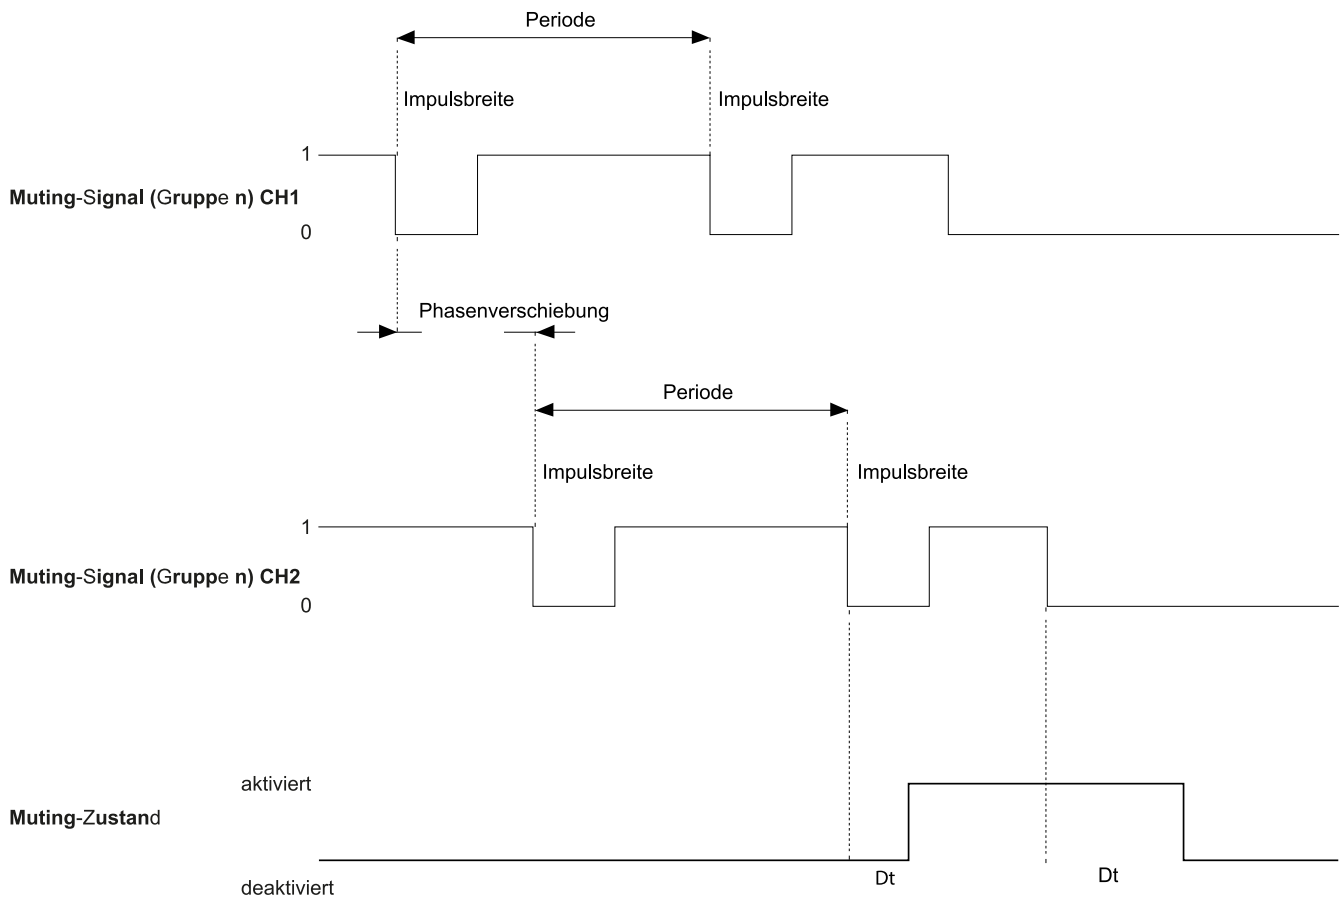 Periode
Impulsbreite Impulsbreite
1
Muting-Signal (Gruppe n) CH1
0
Phasenverschiebung
Periode
Impulsbreite Impulsbreite
1
Muting-Signal (Gruppe n) CH2
0
aktiviert
Muting-Zustand
deaktiviert
Dt Dt